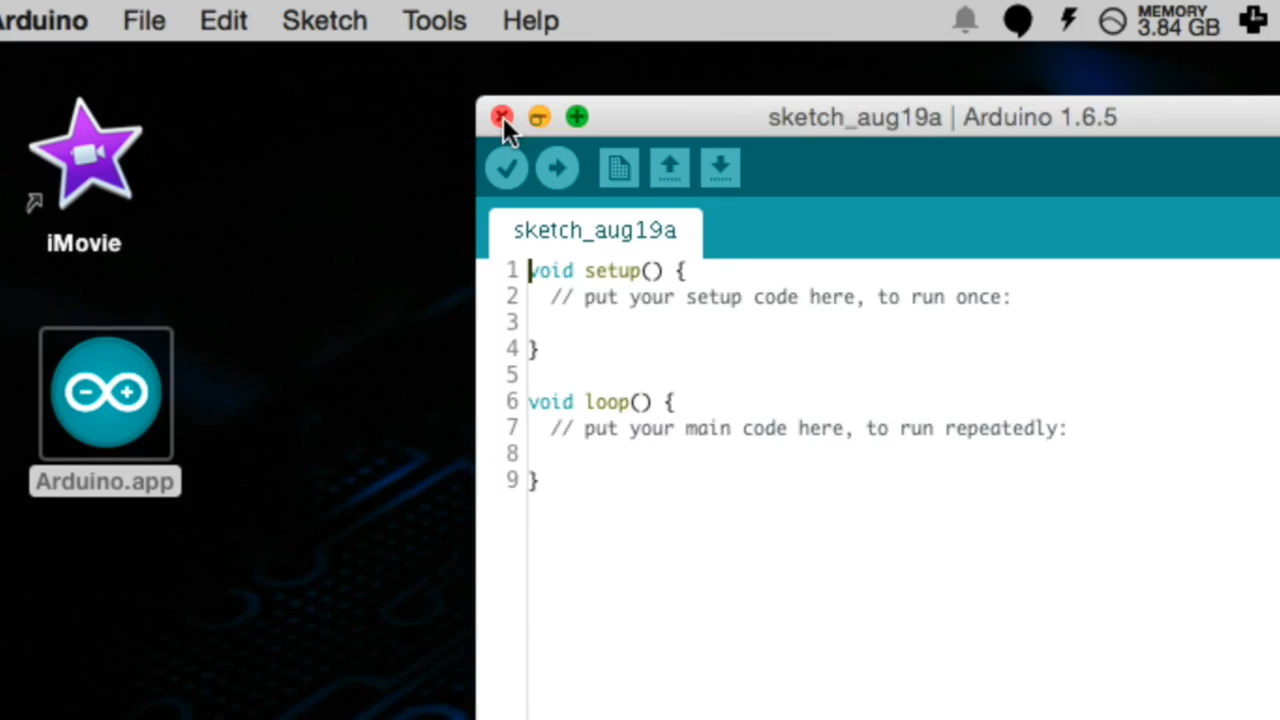 Arduino File Edit Sketch Tools Help MEMORY 3.84 GB
iMovie
Arduino.app
sketch_aug19a | Arduino 1.6.5
sketch_aug19a
1 void setup() {
2 // put your setup code here, to run once:
3
4 }
5
6 void loop() {
7 // put your main code here, to run repeatedly:
8
9 }